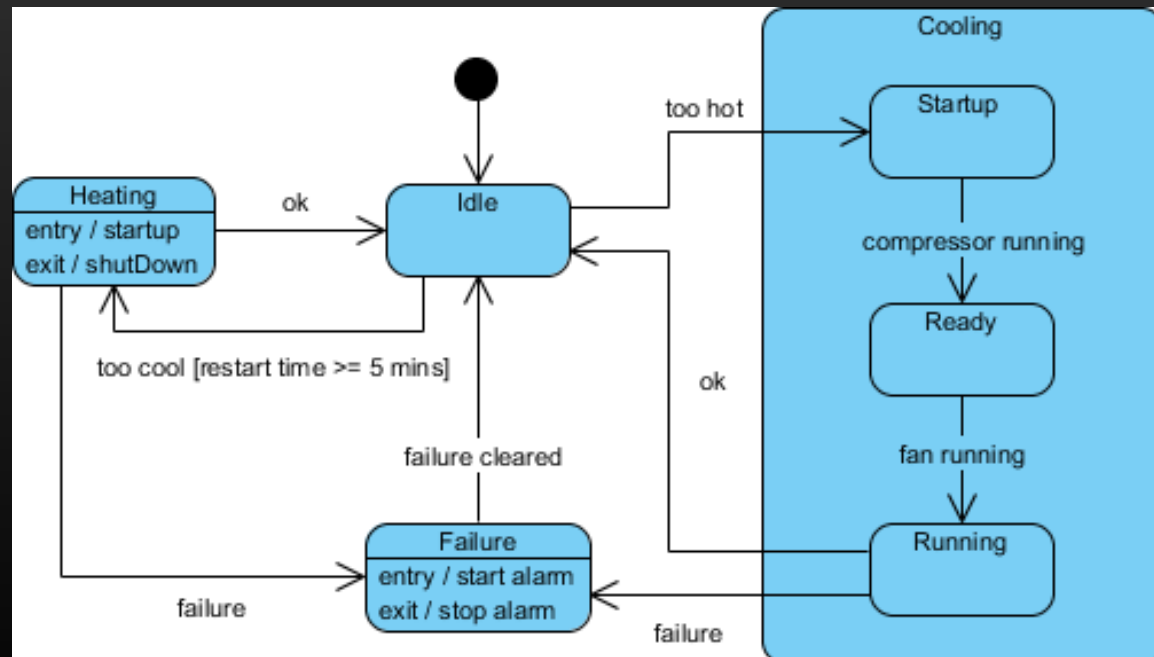 Cooling
too hot
Startup
Heating
entry / startup
exit / shutDown
ok
Idle
compressor running
Ready
too cool [restart time >= 5 mins]
ok
failure cleared
fan running
Failure
entry / start alarm
exit / stop alarm
Running
failure
failure